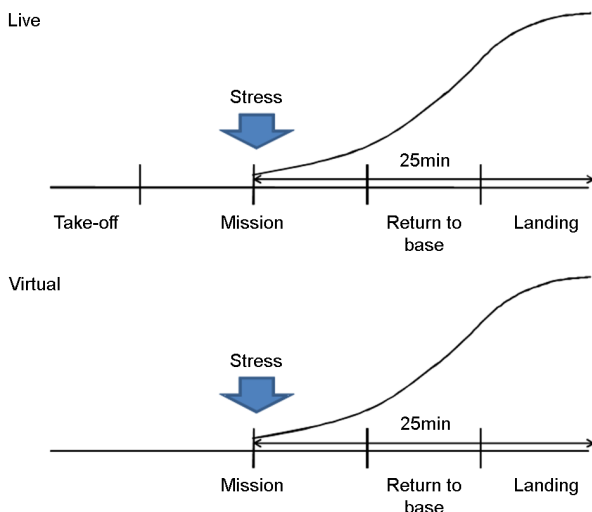 Live
Stress
25min
Take-off Mission Return to Landing
base
Virtual
Stress
25min
Mission Return to Landing
base